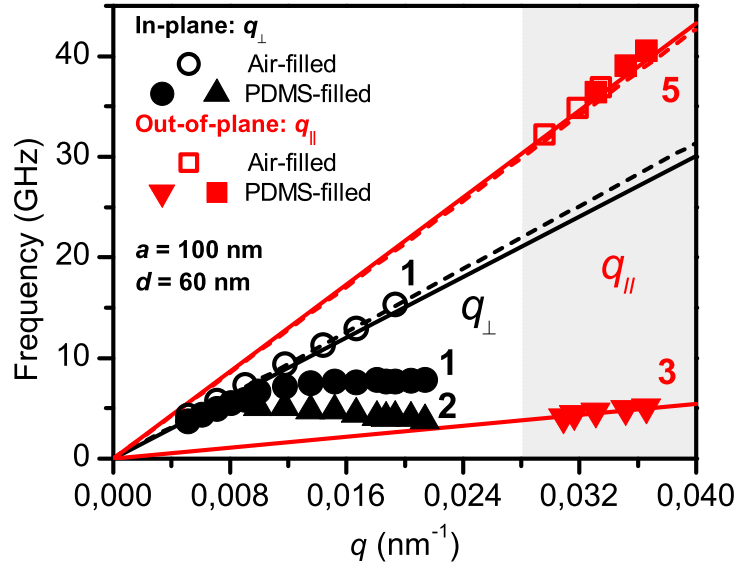 In-plane: q⊥
Air-filled
PDMS-filled
Out-of-plane: q∥
Air-filled
PDMS-filled
a = 100 nm
d = 60 nm
Frequency (GHz)
40
30
20
10
0
5
1
q⊥
q//
1
2
3
0,000 0,008 0,016 0,024 0,032 0,040
q (nm⁻¹)